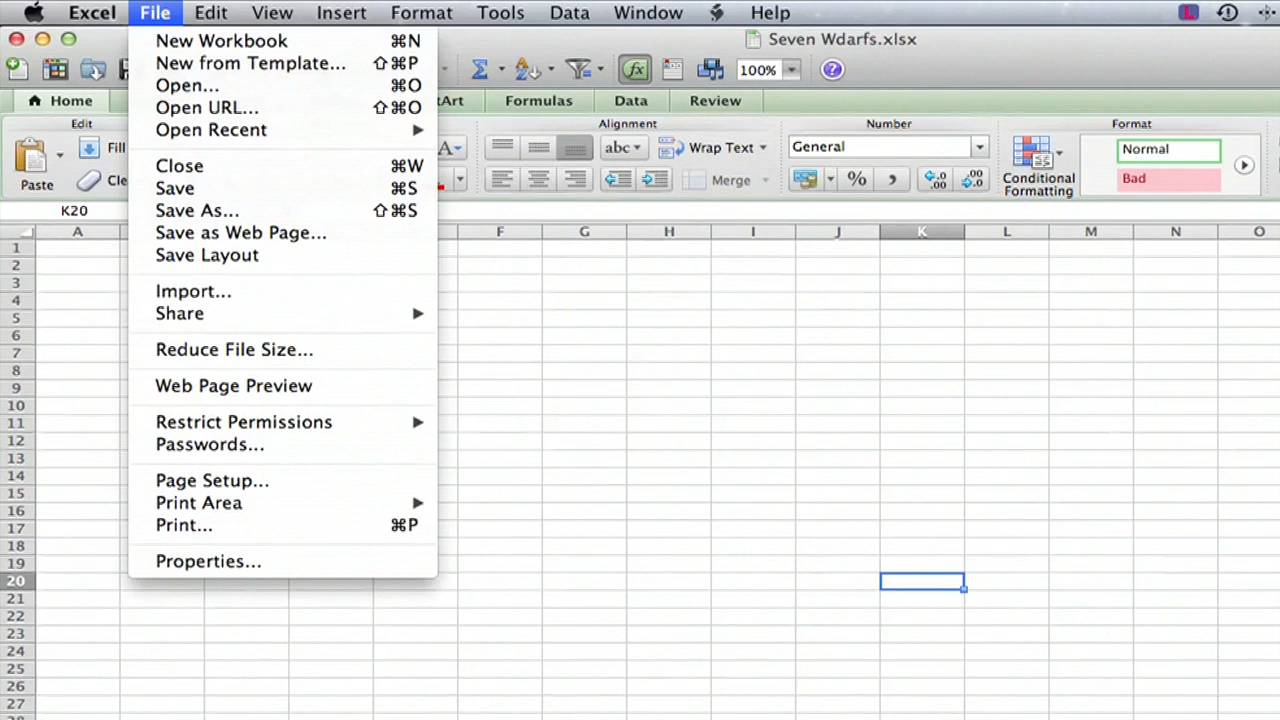 Excel File Edit View Insert Format Tools Data Window Help
Seven Wdarfs.xlsx
100%
Home
Art Formulas Data Review
Edit
Alignment
Number
Format
Paste
Fill
Cle
abc
Wrap Text
Merge
General
%
Conditional
Formatting
Normal
Bad
K20
New Workbook ⌘N
New from Template... ⇧⌘P
Open... ⌘O
Open URL... ⇧⌘O
Open Recent
Close ⌘W
Save ⌘S
Save As... ⇧⌘S
Save as Web Page...
Save Layout
Import...
Share
Reduce File Size...
Web Page Preview
Restrict Permissions
Passwords...
Page Setup...
Print Area
Print... ⌘P
Properties...
A F G H I J K L M N O
1
2
3
4
5
6
7
8
9
10
11
12
13
14
15
16
17
18
19
20
21
22
23
24
25
26
27